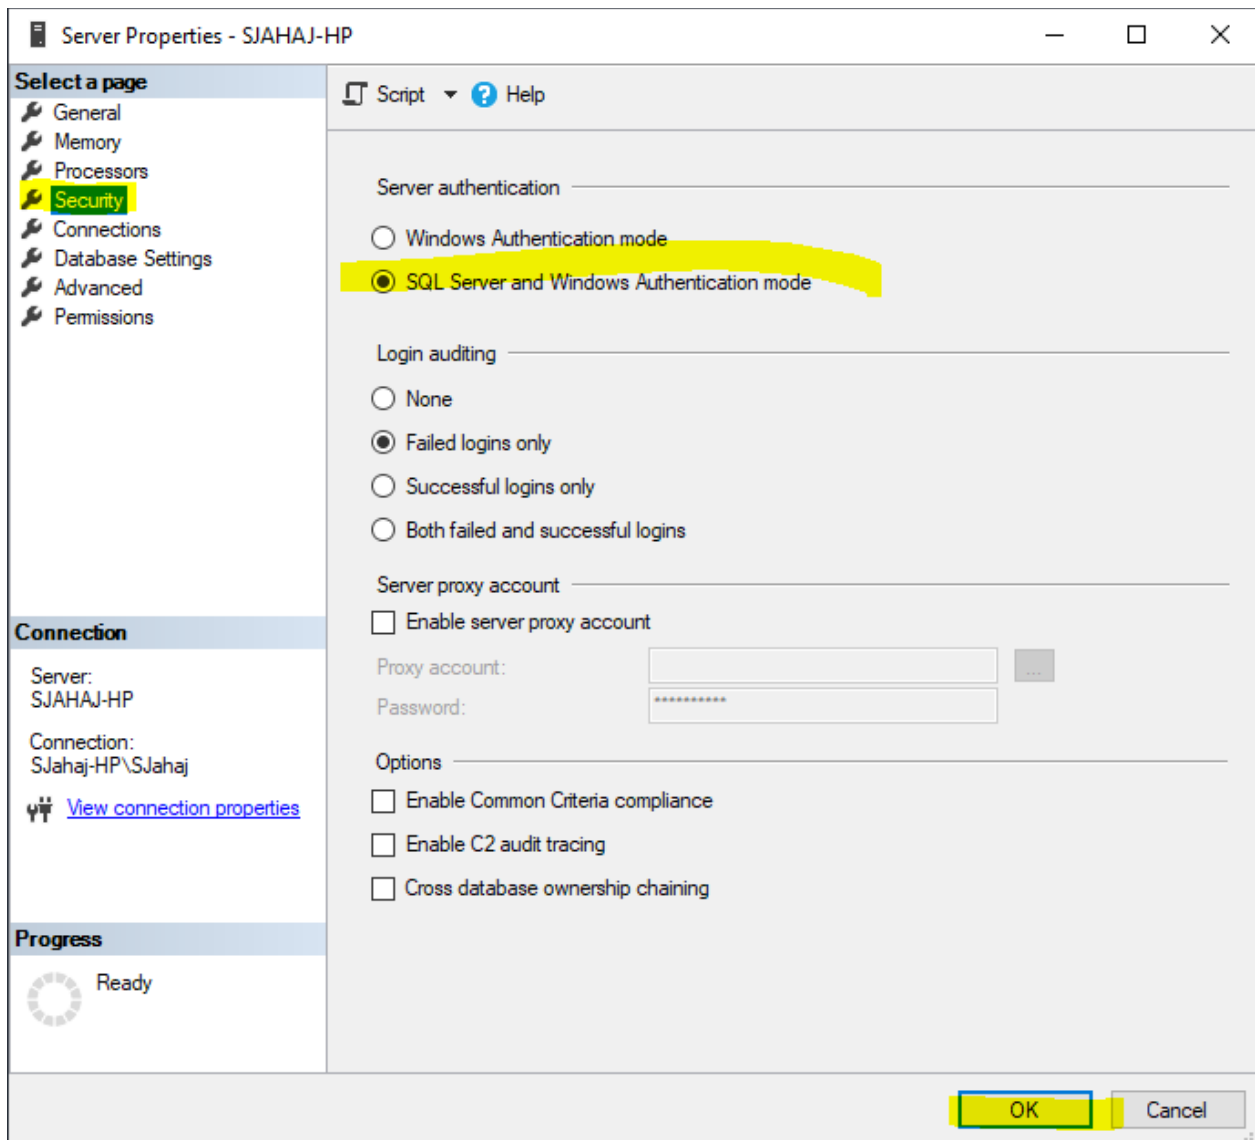 Server Properties - SJAHAJ-HP
Select a page
General
Memory
Processors
Security
Connections
Database Settings
Advanced
Permissions
Connection
Server:
SJAHAJ-HP
Connection:
SJahaj-HP\SJahaj
View connection properties
Progress
Ready
Script
Help
Server authentication
Windows Authentication mode
SQL Server and Windows Authentication mode
Login auditing
None
Failed logins only
Successful logins only
Both failed and successful logins
Server proxy account
Enable server proxy account
Proxy account:
...
Password: **********
Options
Enable Common Criteria compliance
Enable C2 audit tracing
Cross database ownership chaining
OK
Cancel